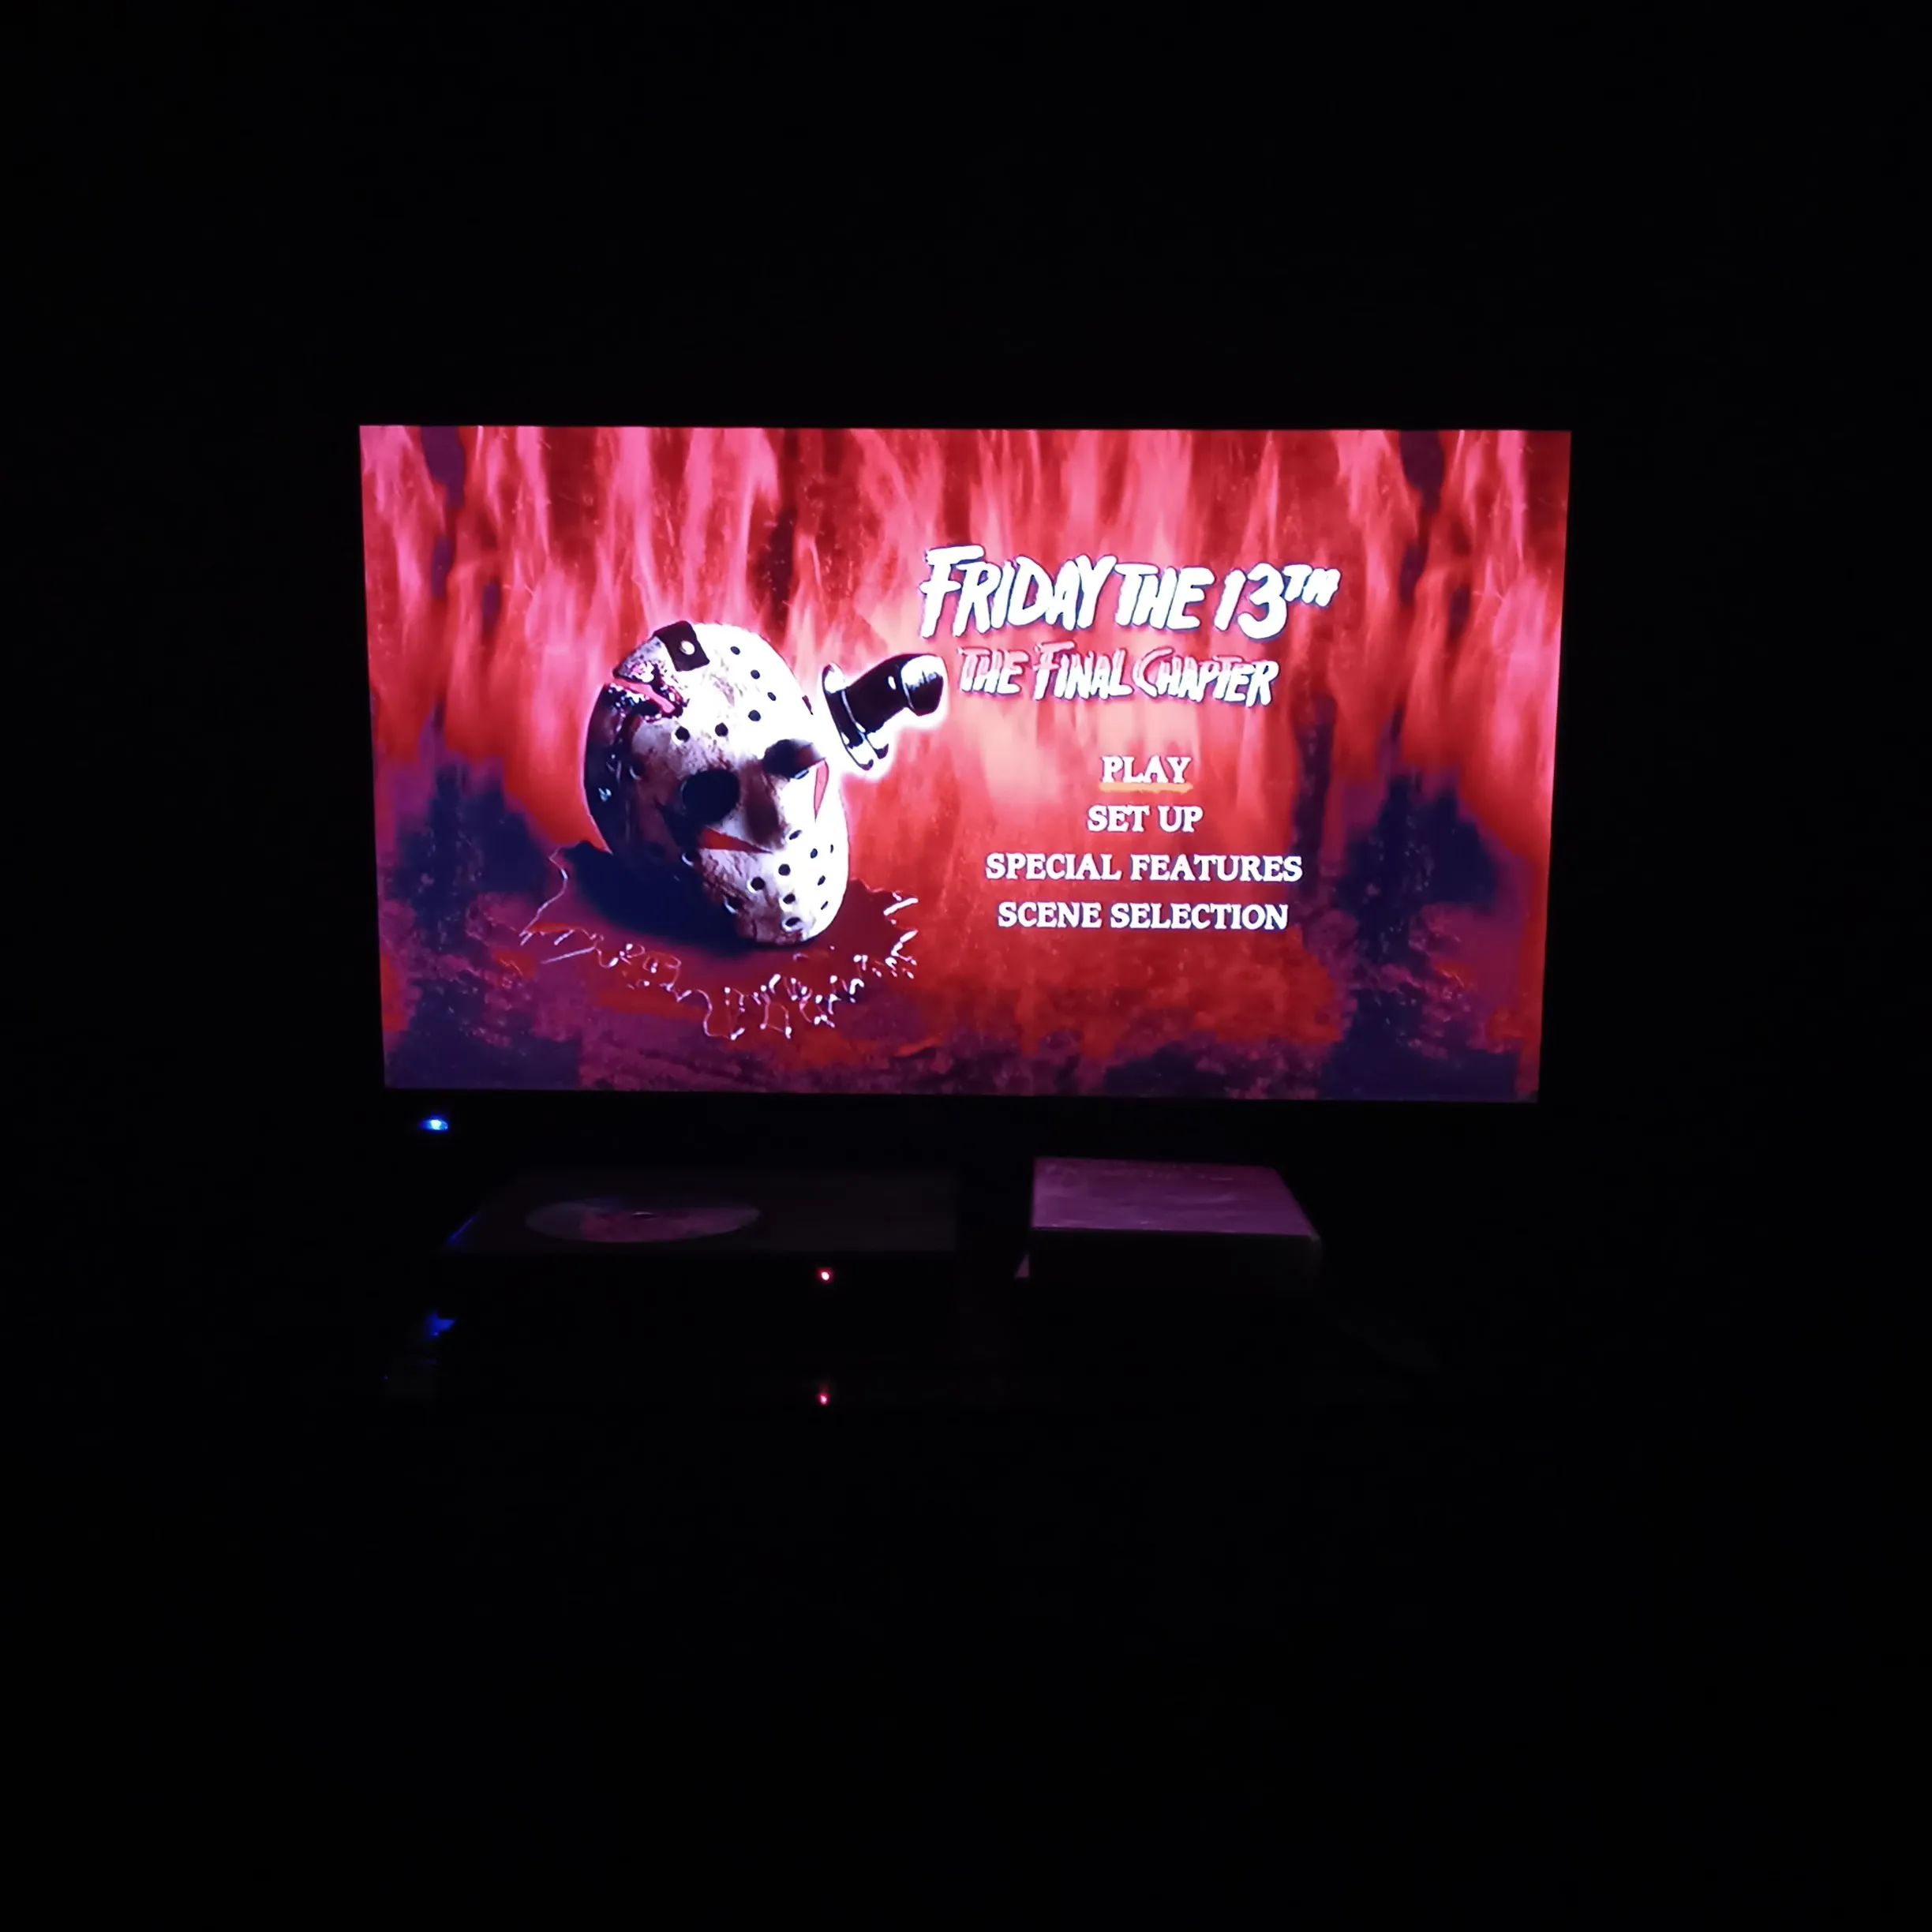 FRIDAY THE 13TH
THE FINAL CHAPTER
PLAY
SET UP
SPECIAL FEATURES
SCENE SELECTION